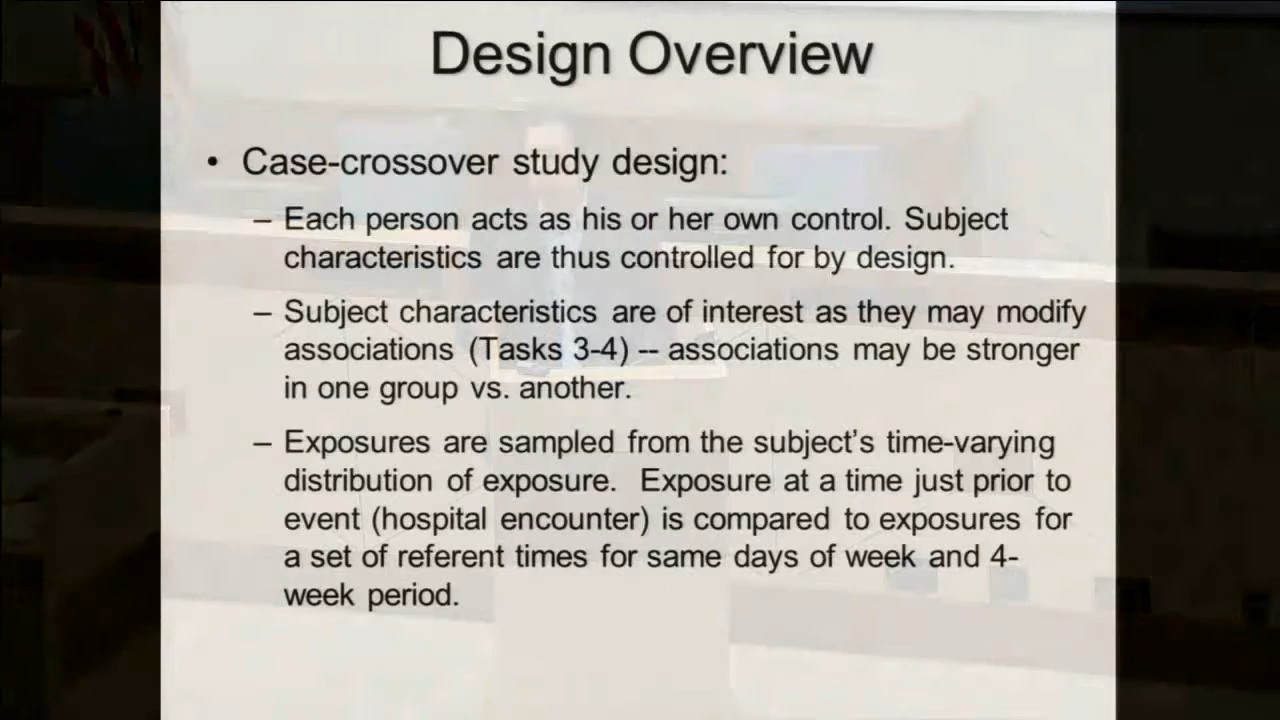 Design Overview
• Case-crossover study design:
– Each person acts as his or her own control. Subject
characteristics are thus controlled for by design.
– Subject characteristics are of interest as they may modify
associations (Tasks 3-4) -- associations may be stronger
in one group vs. another.
– Exposures are sampled from the subject’s time-varying
distribution of exposure.  Exposure at a time just prior to
event (hospital encounter) is compared to exposures for
a set of referent times for same days of week and 4-
week period.